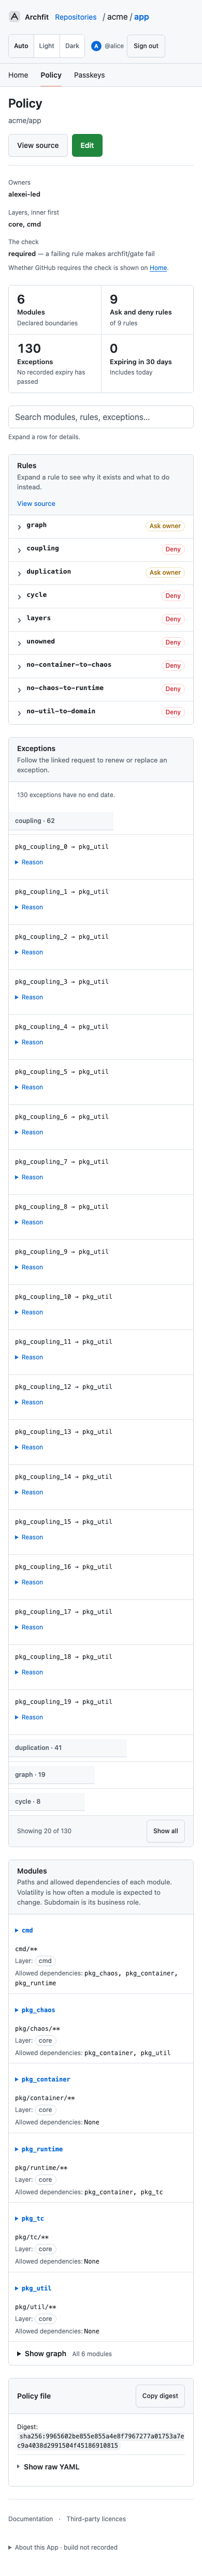 Archfit Repositories / acme / app
Auto Light Dark A @alice Sign out
Home Policy Passkeys
Policy
acme/app
View source Edit
Owners
alexei-led
Layers, inner first
core, cmd
The check
required — a failing rule makes archfit/gate fail
Whether GitHub requires the check is shown on Home.
6
Modules
Declared boundaries
9
Ask and deny rules
of 9 rules
130
Exceptions
No recorded expiry has
passed
0
Expiring in 30 days
Includes today
Search modules, rules, exceptions...
Expand a row for details.
Rules
Expand a rule to see why it exists and what to do
instead.
View source
graph Ask owner
coupling Deny
duplication Ask owner
cycle Deny
layers Deny
unowned Deny
no-container-to-chaos Deny
no-chaos-to-runtime Deny
no-util-to-domain Deny
Exceptions
Follow the linked request to renew or replace an
exception.
130 exceptions have no end date.
coupling · 62
pkg_coupling_0 → pkg_util
Reason
pkg_coupling_1 → pkg_util
Reason
pkg_coupling_2 → pkg_util
Reason
pkg_coupling_3 → pkg_util
Reason
pkg_coupling_4 → pkg_util
Reason
pkg_coupling_5 → pkg_util
Reason
pkg_coupling_6 → pkg_util
Reason
pkg_coupling_7 → pkg_util
Reason
pkg_coupling_8 → pkg_util
Reason
pkg_coupling_9 → pkg_util
Reason
pkg_coupling_10 → pkg_util
Reason
pkg_coupling_11 → pkg_util
Reason
pkg_coupling_12 → pkg_util
Reason
pkg_coupling_13 → pkg_util
Reason
pkg_coupling_14 → pkg_util
Reason
pkg_coupling_15 → pkg_util
Reason
pkg_coupling_16 → pkg_util
Reason
pkg_coupling_17 → pkg_util
Reason
pkg_coupling_18 → pkg_util
Reason
pkg_coupling_19 → pkg_util
Reason
duplication · 41
graph · 19
cycle · 8
Showing 20 of 130 Show all
Modules
Paths and allowed dependencies of each module.
Volatility is how often a module is expected to
change. Subdomain is its business role.
cmd
cmd/**
Layer: cmd
Allowed dependencies: pkg_chaos, pkg_container,
pkg_runtime
pkg_chaos
pkg/chaos/**
Layer: core
Allowed dependencies: pkg_container, pkg_util
pkg_container
pkg/container/**
Layer: core
Allowed dependencies: None
pkg_runtime
pkg/runtime/**
Layer: core
Allowed dependencies: pkg_container, pkg_tc
pkg_tc
pkg/tc/**
Layer: core
Allowed dependencies: None
pkg_util
pkg/util/**
Layer: core
Allowed dependencies: None
Show graph All 6 modules
Policy file Copy digest
Digest:
sha256:9965602be855e855a4e8f7967277a01753a7e
c9a4038d2991504f45186910815
Show raw YAML
Documentation · Third-party licences
About this App · build not recorded